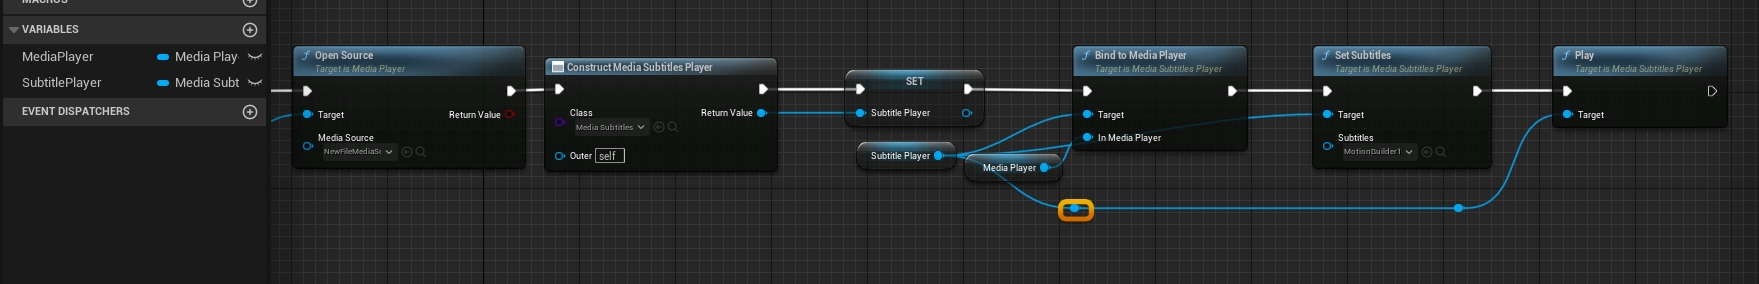 MACROS
VARIABLES
MediaPlayer Media Play
SubtitlePlayer Media Subt
EVENT DISPATCHERS
Open Source
Target is Media Player
Target
Return Value
Media Source
NewFileMediaSo
Construct Media Subtitles Player
Class
Return Value
Media Subtitles
Outer self
SET
Subtitle Player
Subtitle Player
Media Player
Bind to Media Player
Target is Media Subtitles Player
Target
In Media Player
Set Subtitles
Target is Media Subtitles Player
Target
Subtitles
MotionBuilder1
Play
Target is Media Subtitles Player
Target